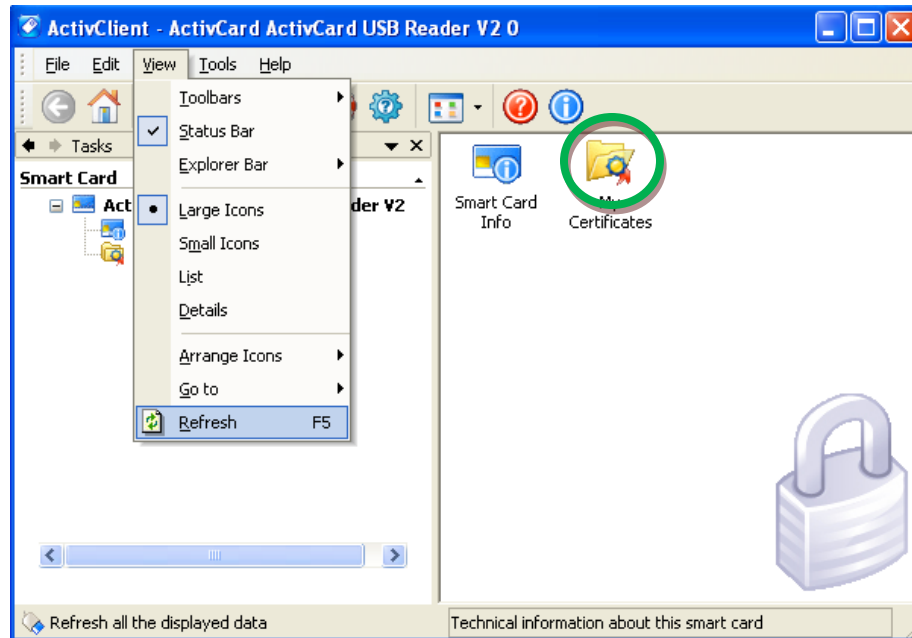 ActivClient - ActivCard ActivCard USB Reader V2 0
File Edit View Tools Help
Tasks
Smart Card
Act
der V2
Toolbars
Status Bar
Explorer Bar
Large Icons
Small Icons
List
Details
Arrange Icons
Go to
Refresh F5
Smart Card
Info
My
Certificates
Refresh all the displayed data
Technical information about this smart card